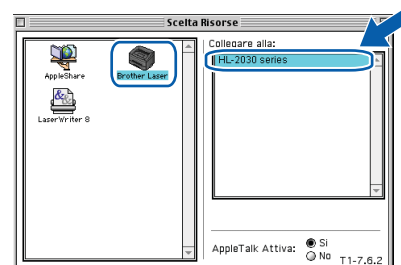 Scelta Risorse
AppleShare
Brother Laser
LaserWriter 8
Collegare alla:
HL-2030 series
AppleTalk Attiva:
Sì
No
T1-7.6.2